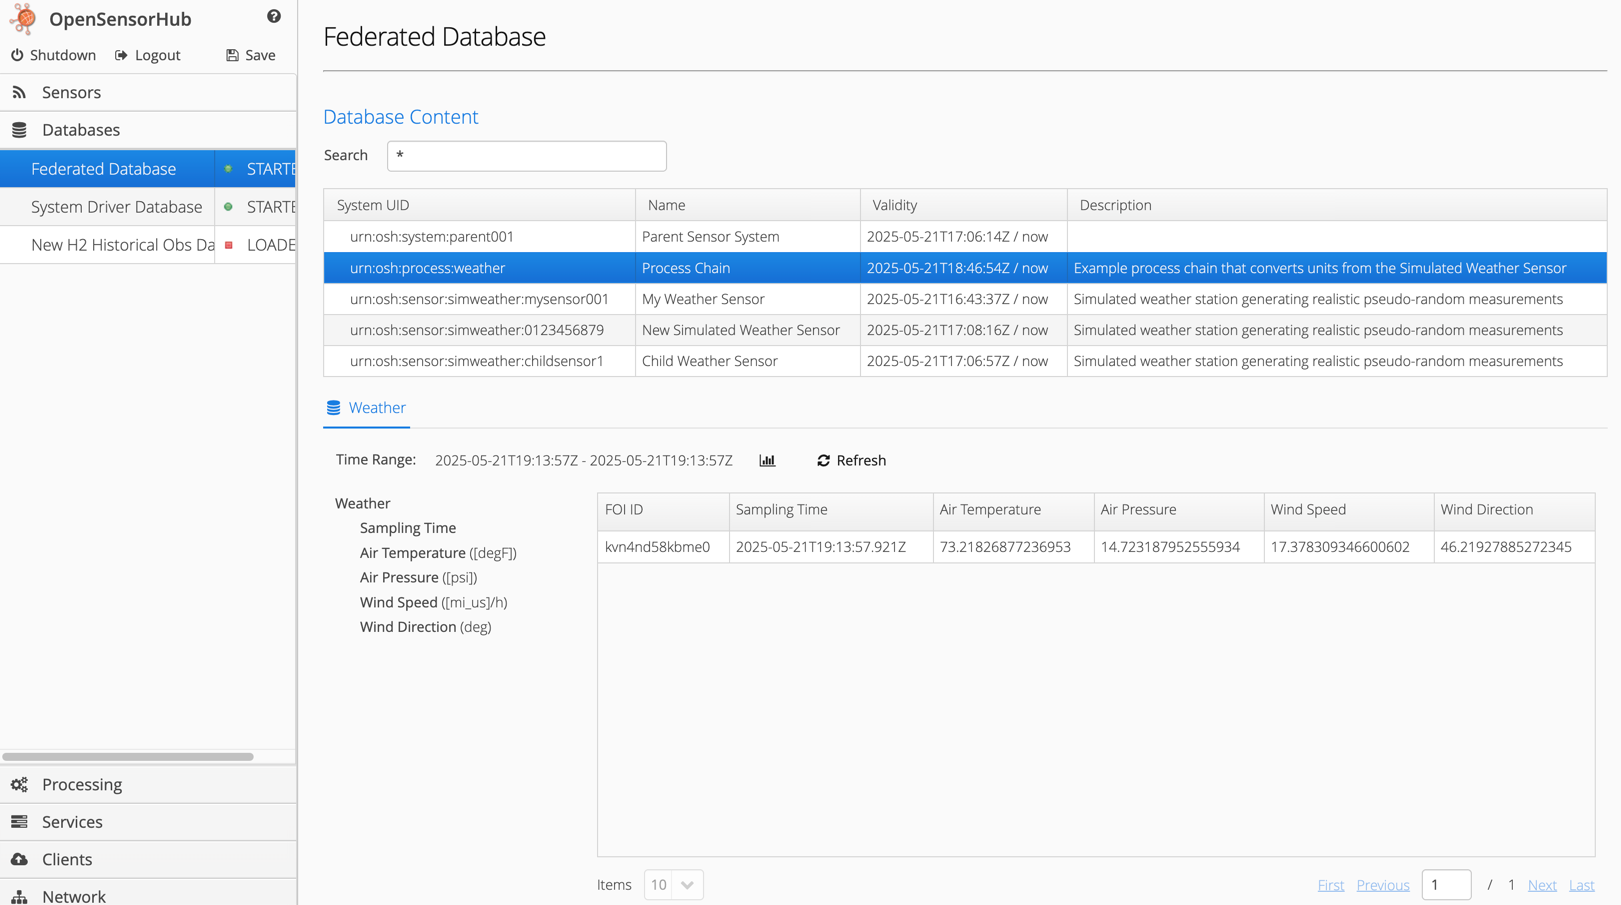 OpenSensorHub
Shutdown Logout Save
Sensors
Databases
Federated Database STARTE
System Driver Database STARTE
New H2 Historical Obs Da LOADE
Processing
Services
Clients
Network
Federated Database
Database Content
Search *
System UID Name Validity Description
urn:osh:system:parent001 Parent Sensor System 2025-05-21T17:06:14Z / now
urn:osh:process:weather Process Chain 2025-05-21T18:46:54Z / now Example process chain that converts units from the Simulated Weather Sensor
urn:osh:sensor:simweather:mysensor001 My Weather Sensor 2025-05-21T16:43:37Z / now Simulated weather station generating realistic pseudo-random measurements
urn:osh:sensor:simweather:0123456879 New Simulated Weather Sensor 2025-05-21T17:08:16Z / now Simulated weather station generating realistic pseudo-random measurements
urn:osh:sensor:simweather:childsensor1 Child Weather Sensor 2025-05-21T17:06:57Z / now Simulated weather station generating realistic pseudo-random measurements
Weather
Time Range: 2025-05-21T19:13:57Z - 2025-05-21T19:13:57Z Refresh
Weather
Sampling Time
Air Temperature ([degF])
Air Pressure ([psi])
Wind Speed ([mi_us]/h)
Wind Direction (deg)
FOI ID Sampling Time Air Temperature Air Pressure Wind Speed Wind Direction
kvn4nd58kbme0 2025-05-21T19:13:57.921Z 73.21826877236953 14.723187952555934 17.378309346600602 46.21927885272345
Items 10 First Previous 1 / 1 Next Last